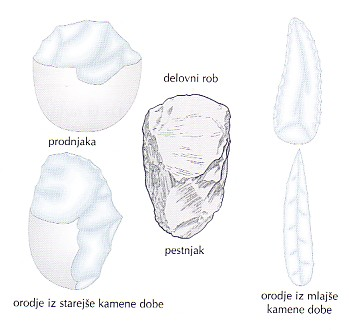 delovni rob
prodnjaka
pestnjak
orodje iz starejše kamene dobe
orodje iz mlajše
kamene dobe